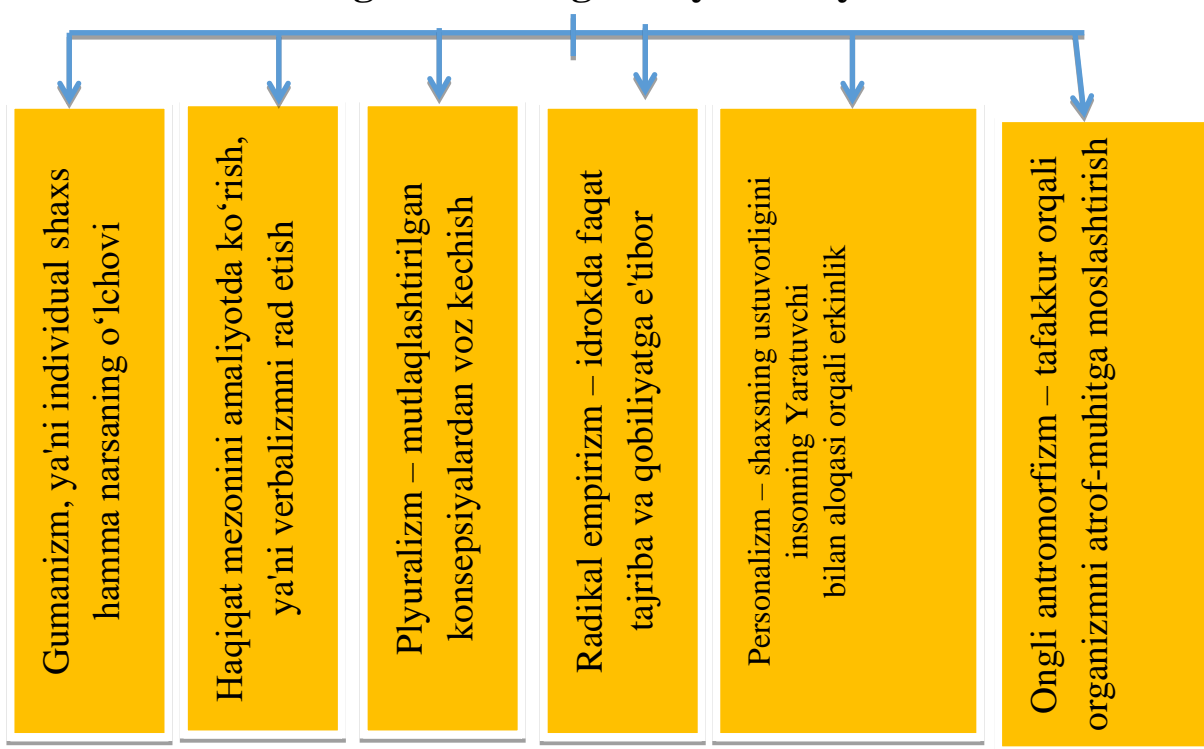 Gumanizm, ya'ni individual shaxs
hamma narsaning o‘lchovi
Haqiqat mezonini amaliyotda ko‘rish,
ya'ni verbalizmni rad etish
Plyuralizm – mutlaqlashtirilgan
konsepsiyalardan voz kechish
Radikal empirizm – idrokda faqat
tajriba va qobiliyatga e'tibor
Personalizm – shaxsning ustuvorligini
insonning Yaratuvchi
bilan aloqasi orqali erkinlik
Ongli antromorfizm – tafakkur orqali
organizmni atrof-muhitga moslashtirish